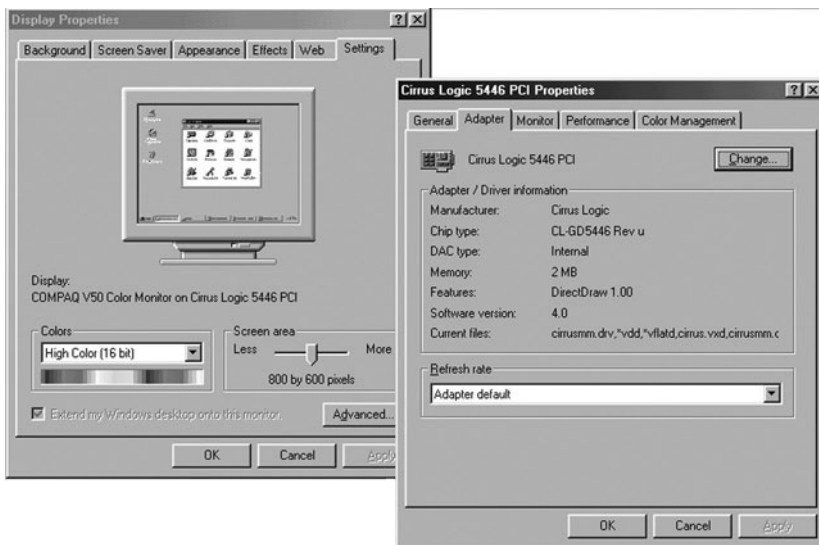 Display Properties
Background Screen Saver Appearance Effects Web Settings
Display:
COMPAQ V50 Color Monitor on Cirrus Logic 5446 PCI
Colors
High Color (16 bit)
Screen area
Less More
800 by 600 pixels
Extend my Windows desktop onto this monitor.
Advanced...
OK Cancel Apply
Cirrus Logic 5446 PCI Properties
General Adapter Monitor Performance Color Management
Cirrus Logic 5446 PCI
Change...
Adapter / Driver information
Manufacturer: Cirrus Logic
Chip type: CL-GD5446 Rev u
DAC type: Internal
Memory: 2 MB
Features: DirectDraw 1.00
Software version: 4.0
Current files: cirrusmm.drv,*vdd,*vflatd,cirrus.vxd,cirrusmm.c
Refresh rate
Adapter default
OK Cancel Apply